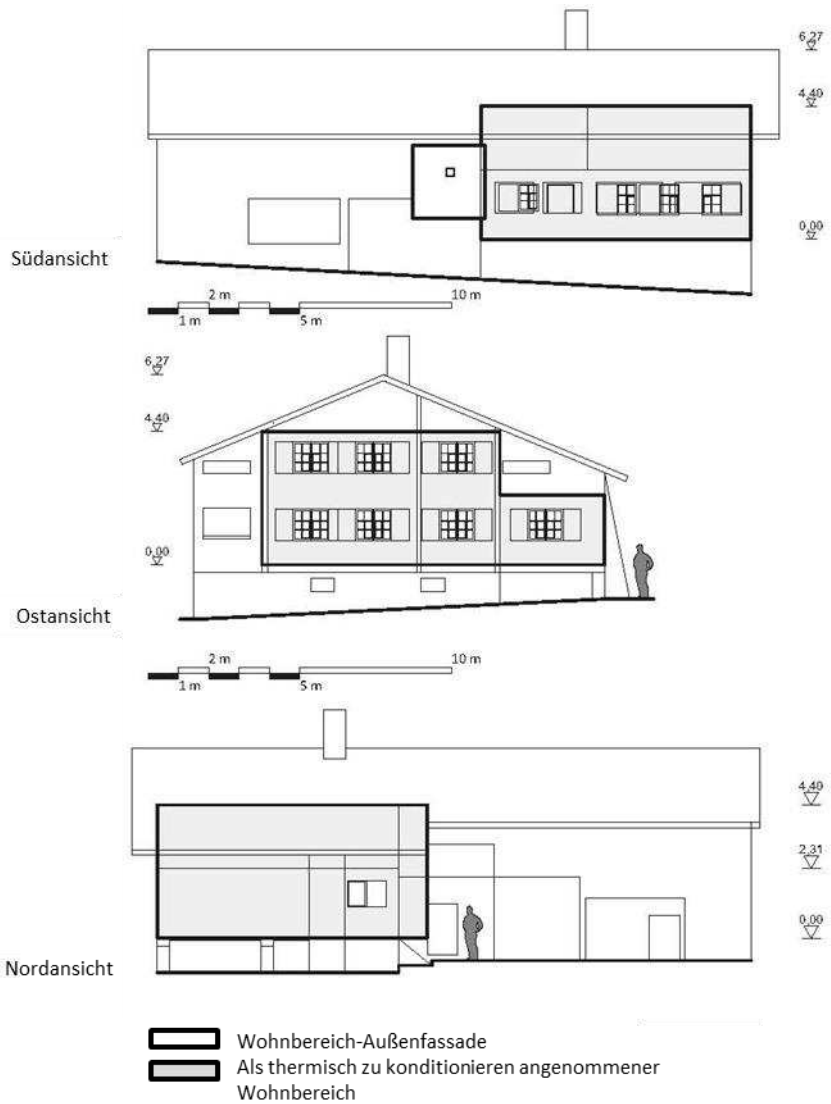 6,27
4,40
0,00
Südansicht
2 m 10 m
1 m 5 m
6,27
4,40
0,00
Ostansicht
2 m 10 m
1 m 5 m
4,40
2,31
0,00
Nordansicht
Wohnbereich-Außenfassade
Als thermisch zu konditionieren angenommener
Wohnbereich